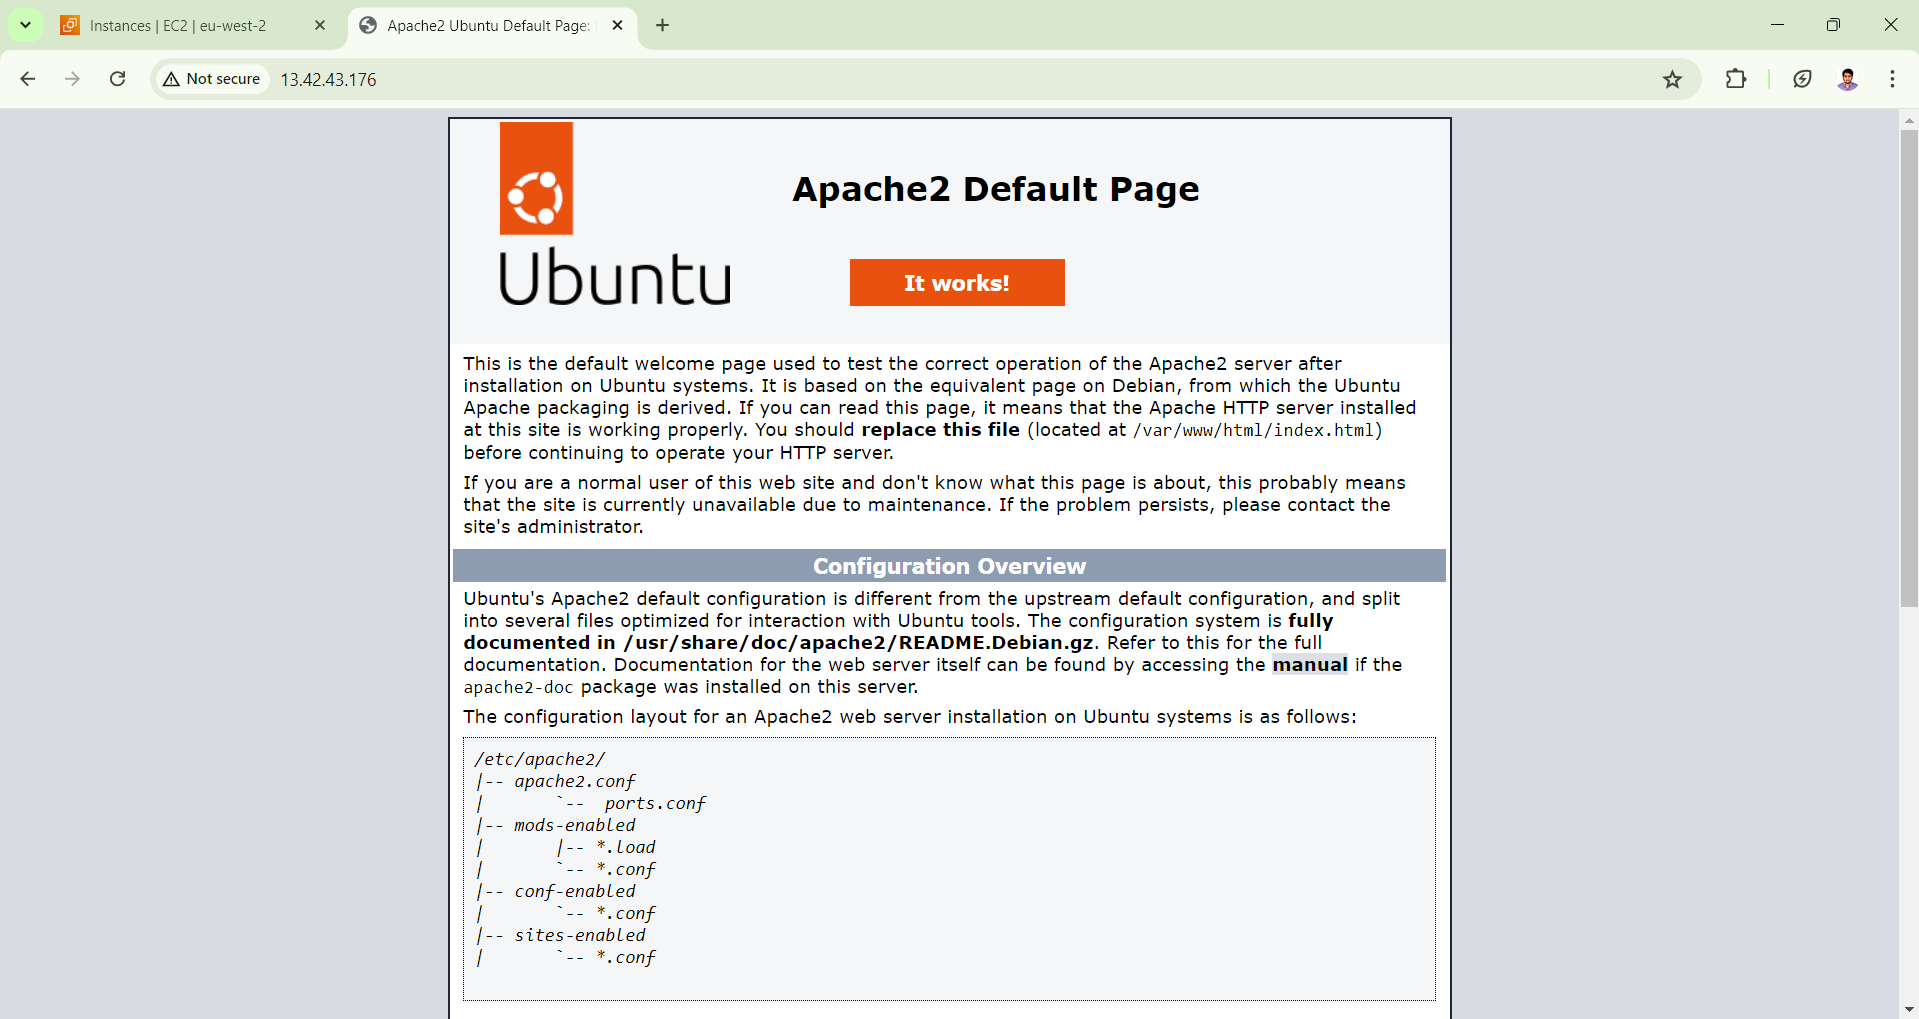 Instances | EC2 | eu-west-2
Apache2 Ubuntu Default Page:
Not secure
13.42.43.176
Apache2 Default Page
Ubuntu
It works!
This is the default welcome page used to test the correct operation of the Apache2 server after
installation on Ubuntu systems. It is based on the equivalent page on Debian, from which the Ubuntu
Apache packaging is derived. If you can read this page, it means that the Apache HTTP server installed
at this site is working properly. You should replace this file (located at /var/www/html/index.html)
before continuing to operate your HTTP server.
If you are a normal user of this web site and don't know what this page is about, this probably means
that the site is currently unavailable due to maintenance. If the problem persists, please contact the
site's administrator.
Configuration Overview
Ubuntu's Apache2 default configuration is different from the upstream default configuration, and split
into several files optimized for interaction with Ubuntu tools. The configuration system is fully
documented in /usr/share/doc/apache2/README.Debian.gz. Refer to this for the full
documentation. Documentation for the web server itself can be found by accessing the manual if the
apache2-doc package was installed on this server.
The configuration layout for an Apache2 web server installation on Ubuntu systems is as follows:
/etc/apache2/
|-- apache2.conf
|       `--  ports.conf
|-- mods-enabled
|       |-- *.load
|       `-- *.conf
|-- conf-enabled
|       `-- *.conf
|-- sites-enabled
|       `-- *.conf